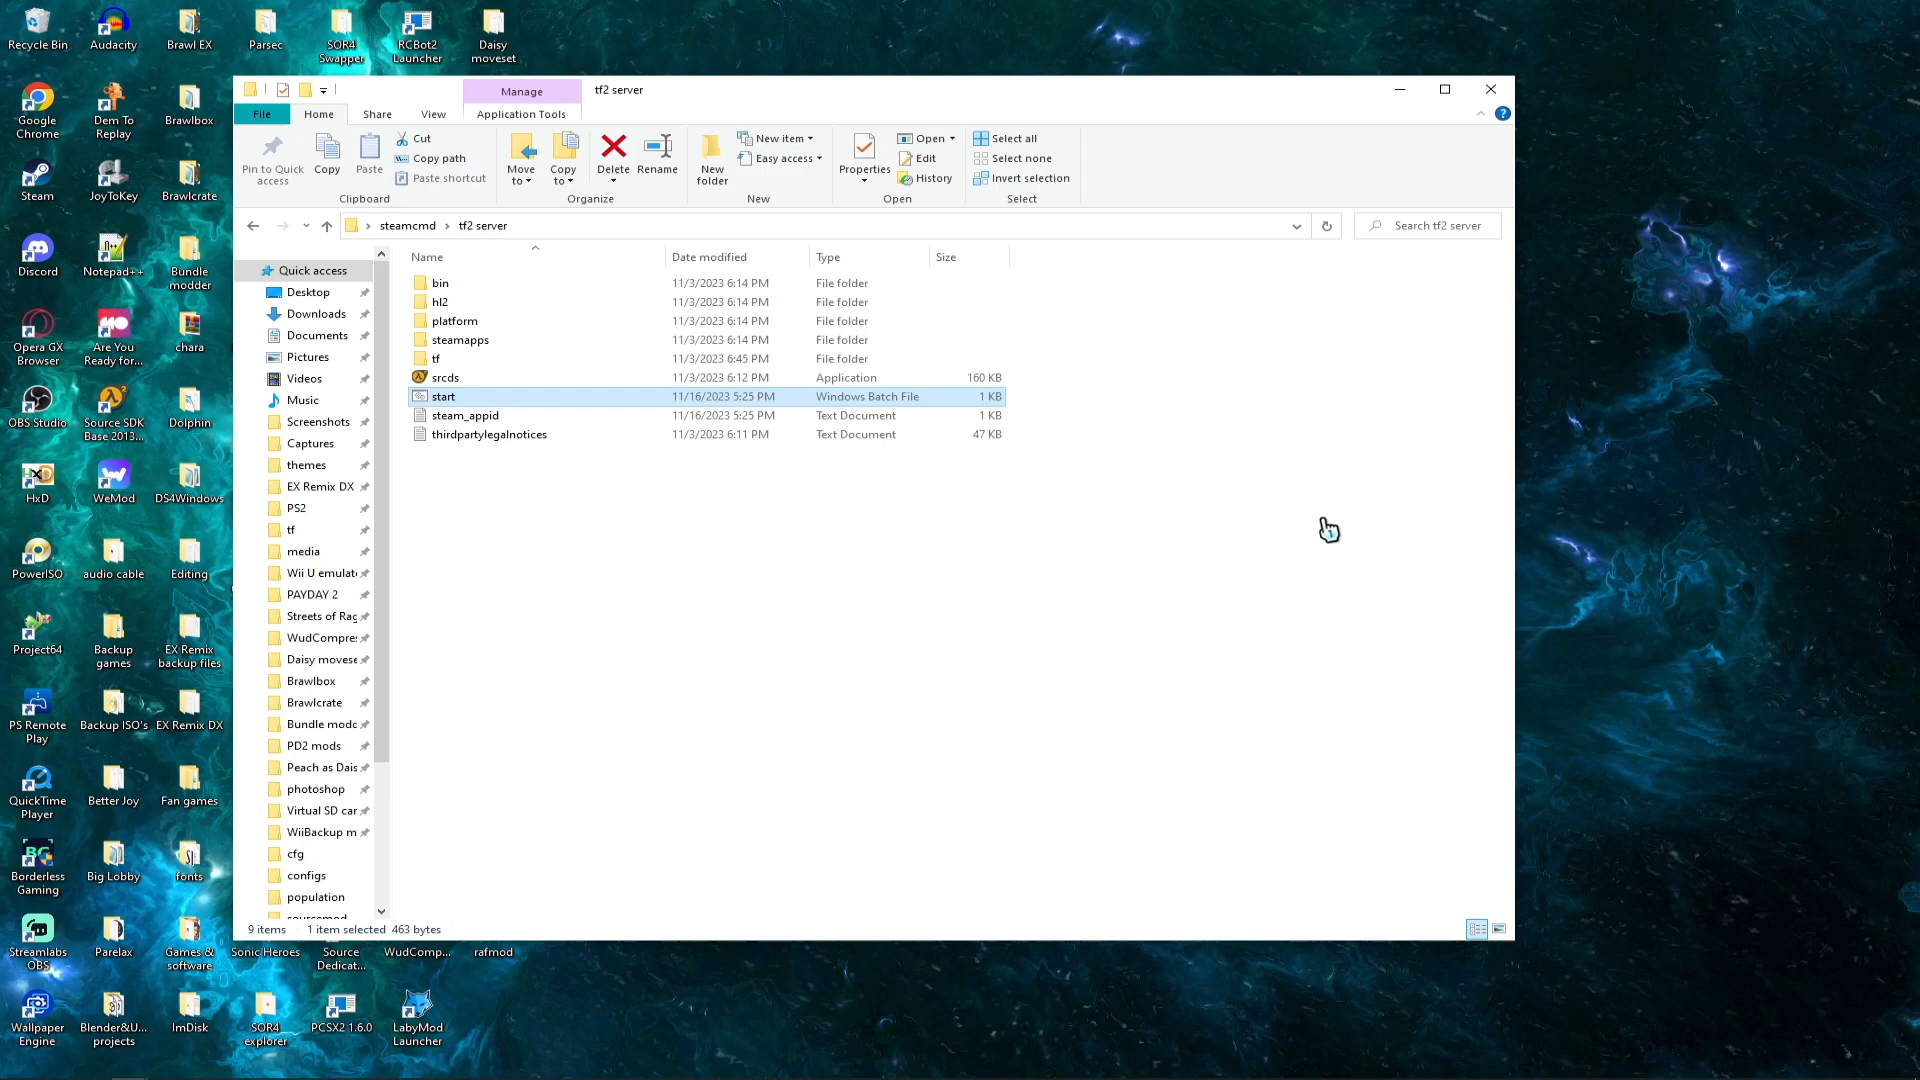 Recycle Bin
Audacity
Brawl EX
Parsec
SOR4
Swapper
RCBot2
Launcher
Daisy
moveset
Google
Chrome
Dem To
Replay
Brawlbox
Steam
JoyToKey
Brawlcrate
Discord
Notepad++
Bundle
modder
Opera GX
Browser
Are You
Ready for...
chara
OBS Studio
Source SDK
Base 2013...
Dolphin
HxD
WeMod
DS4Windows
PowerISO
audio cable
Editing
Project64
Backup
games
EX Remix
backup files
PS Remote
Play
Backup ISO's
EX Remix DX
QuickTime
Player
Better Joy
Fan games
Borderless
Gaming
Big Lobby
fonts
Streamlabs
OBS
Parelax
Games &
software
Sonic Heroes
Source
Dedicat...
WudComp...
rafmod
Wallpaper
Engine
Blender&U...
projects
ImDisk
SOR4
explorer
PCSX2 1.6.0
LabyMod
Launcher
Manage
tf2 server
File
Home
Share
View
Application Tools
Pin to Quick
access
Copy
Paste
Cut
Copy path
Paste shortcut
Clipboard
Move
to
Copy
to
Delete
Rename
Organize
New
folder
New item
Easy access
New
Properties
Open
Edit
History
Open
Select all
Select none
Invert selection
Select
steamcmd
tf2 server
Search tf2 server
Quick access
Desktop
Downloads
Documents
Pictures
Videos
Music
Screenshots
Captures
themes
EX Remix DX
PS2
tf
media
Wii U emulat
PAYDAY 2
Streets of Rag
WudCompre
Daisy movese
Brawlbox
Brawlcrate
Bundle modd
PD2 mods
Peach as Dais
photoshop
Virtual SD car
WiiBackup m
cfg
configs
population
sourcemod
Name Date modified Type Size
bin 11/3/2023 6:14 PM File folder
hl2 11/3/2023 6:14 PM File folder
platform 11/3/2023 6:14 PM File folder
steamapps 11/3/2023 6:14 PM File folder
tf 11/3/2023 6:45 PM File folder
srcds 11/3/2023 6:12 PM Application 160 KB
start 11/16/2023 5:25 PM Windows Batch File 1 KB
steam_appid 11/16/2023 5:25 PM Text Document 1 KB
thirdpartylegalnotices 11/3/2023 6:11 PM Text Document 47 KB
9 items 1 item selected 463 bytes